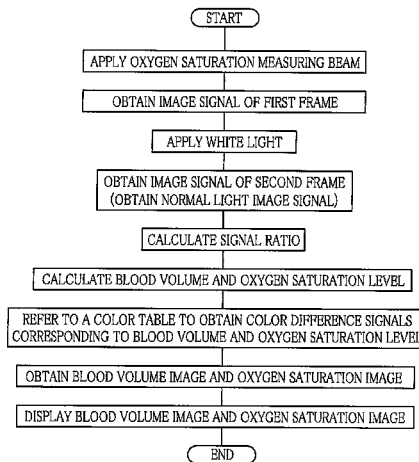 START
APPLY OXYGEN SATURATION MEASURING BEAM
OBTAIN IMAGE SIGNAL OF FIRST FRAME
APPLY WHITE LIGHT
OBTAIN IMAGE SIGNAL OF SECOND FRAME
(OBTAIN NORMAL LIGHT IMAGE SIGNAL)
CALCULATE SIGNAL RATIO
CALCULATE BLOOD VOLUME AND OXYGEN SATURATION LEVEL
REFER TO A COLOR TABLE TO OBTAIN COLOR DIFFERENCE SIGNALS
CORRESPONDING TO BLOOD VOLUME AND OXYGEN SATURATION LEVEL
OBTAIN BLOOD VOLUME IMAGE AND OXYGEN SATURATION IMAGE
DISPLAY BLOOD VOLUME IMAGE AND OXYGEN SATURATION IMAGE
END